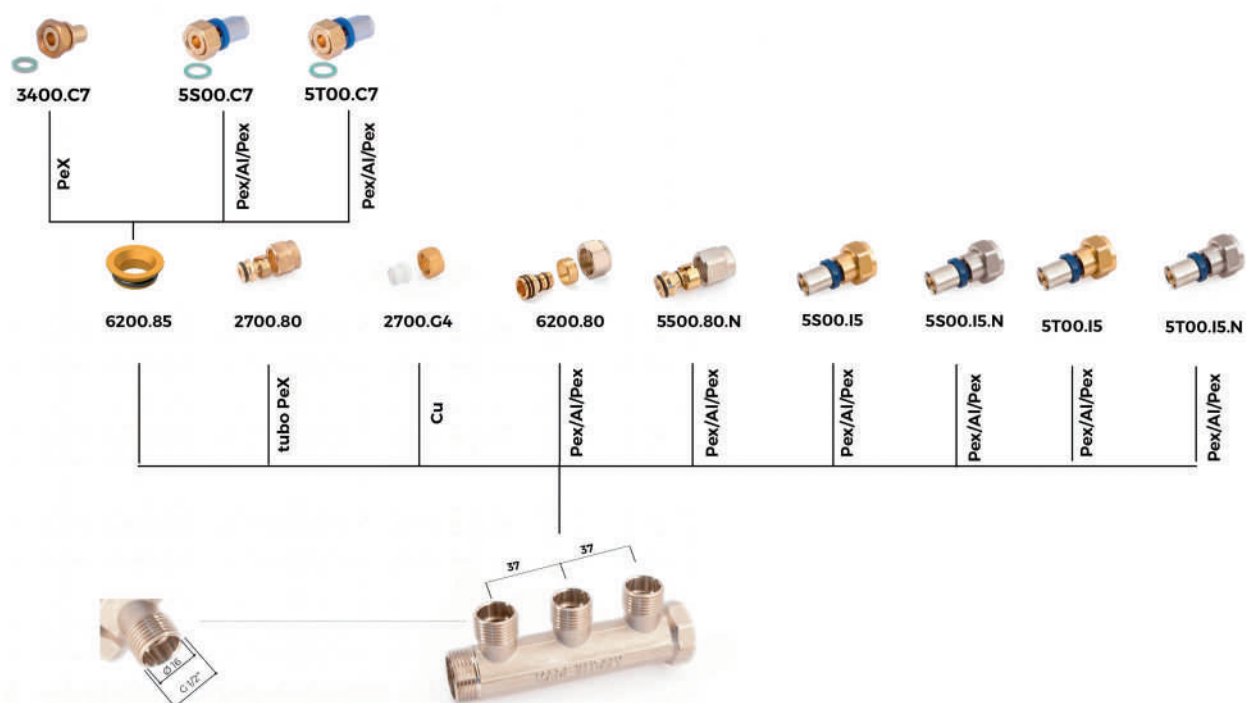 3400.C7
5S00.C7
5T00.C7
PeX
Pex/Al/Pex
Pex/Al/Pex
6200.85
2700.80
2700.G4
6200.80
5500.80.N
5S00.I5
5S00.I5.N
5T00.I5
5T00.I5.N
tubo PeX
Cu
Pex/Al/Pex
Pex/Al/Pex
Pex/Al/Pex
Pex/Al/Pex
Pex/Al/Pex
Pex/Al/Pex
37
37
Ø 16
G 1/2"